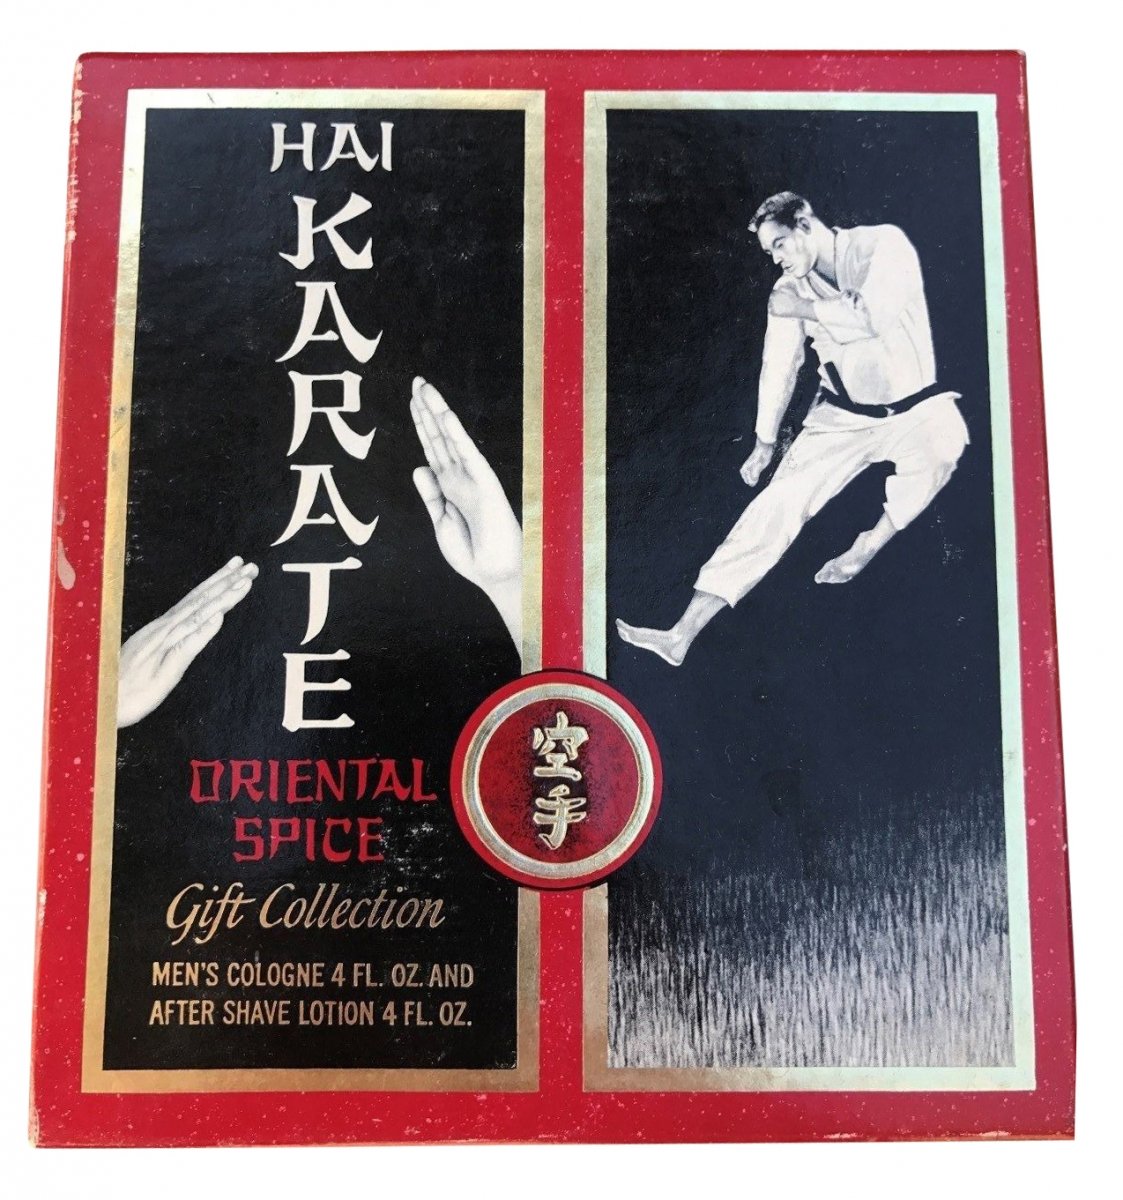 HAI
KARATE
ORIENTAL
SPICE
Gift Collection
MEN'S COLOGNE 4 FL. OZ. AND
AFTER SHAVE LOTION 4 FL. OZ.
空手